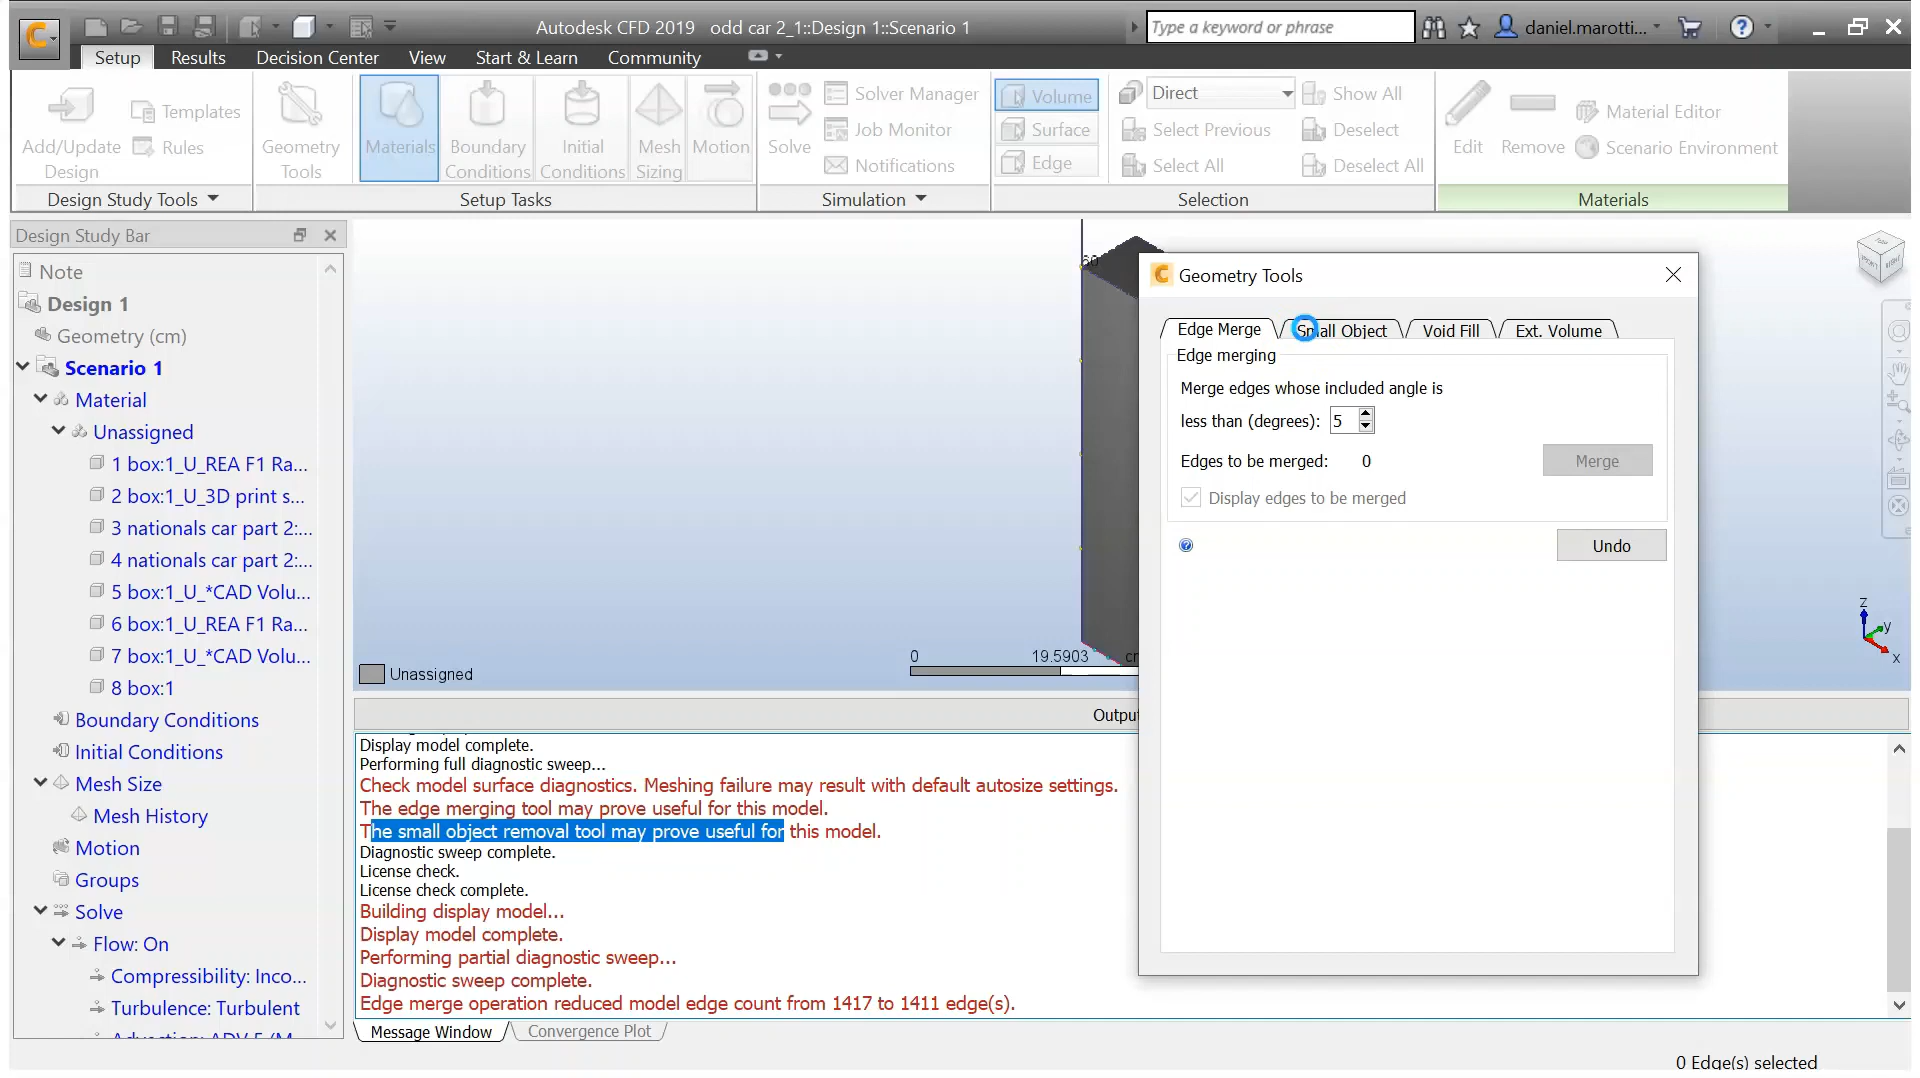 Autodesk CFD 2019 odd car 2_1::Design 1::Scenario 1
Type a keyword or phrase
daniel.marotti...
Setup
Results
Decision Center
View
Start & Learn
Community
Add/Update Design
Templates
Rules
Design Study Tools
Geometry Tools
Materials
Boundary Conditions
Initial Conditions
Mesh Sizing
Motion
Setup Tasks
Solve
Solver Manager
Job Monitor
Notifications
Simulation
Volume
Surface
Edge
Direct
Select Previous
Select All
Show All
Deselect
Deselect All
Selection
Edit
Remove
Material Editor
Scenario Environment
Materials
Design Study Bar
Note
Design 1
Geometry (cm)
Scenario 1
Material
Unassigned
1 box:1_U_REA F1 Ra...
2 box:1_U_3D print s...
3 nationals car part 2:...
4 nationals car part 2:...
5 box:1_U_*CAD Volu...
6 box:1_U_REA F1 Ra...
7 box:1_U_*CAD Volu...
8 box:1
Boundary Conditions
Initial Conditions
Mesh Size
Mesh History
Motion
Groups
Solve
Flow: On
Compressibility: Inco...
Turbulence: Turbulent
Advection: ADV 5 (M
60
Unassigned
0 19.5903 c
Z
y
x
Geometry Tools
Edge Merge
Small Object
Void Fill
Ext. Volume
Edge merging
Merge edges whose included angle is
less than (degrees): 5
Edges to be merged: 0
Merge
Display edges to be merged
Undo
Output
Display model complete.
Performing full diagnostic sweep...
Check model surface diagnostics. Meshing failure may result with default autosize settings.
The edge merging tool may prove useful for this model.
The small object removal tool may prove useful for this model.
Diagnostic sweep complete.
License check.
License check complete.
Building display model...
Display model complete.
Performing partial diagnostic sweep...
Diagnostic sweep complete.
Edge merge operation reduced model edge count from 1417 to 1411 edge(s).
Message Window
Convergence Plot
0 Edge(s) selected